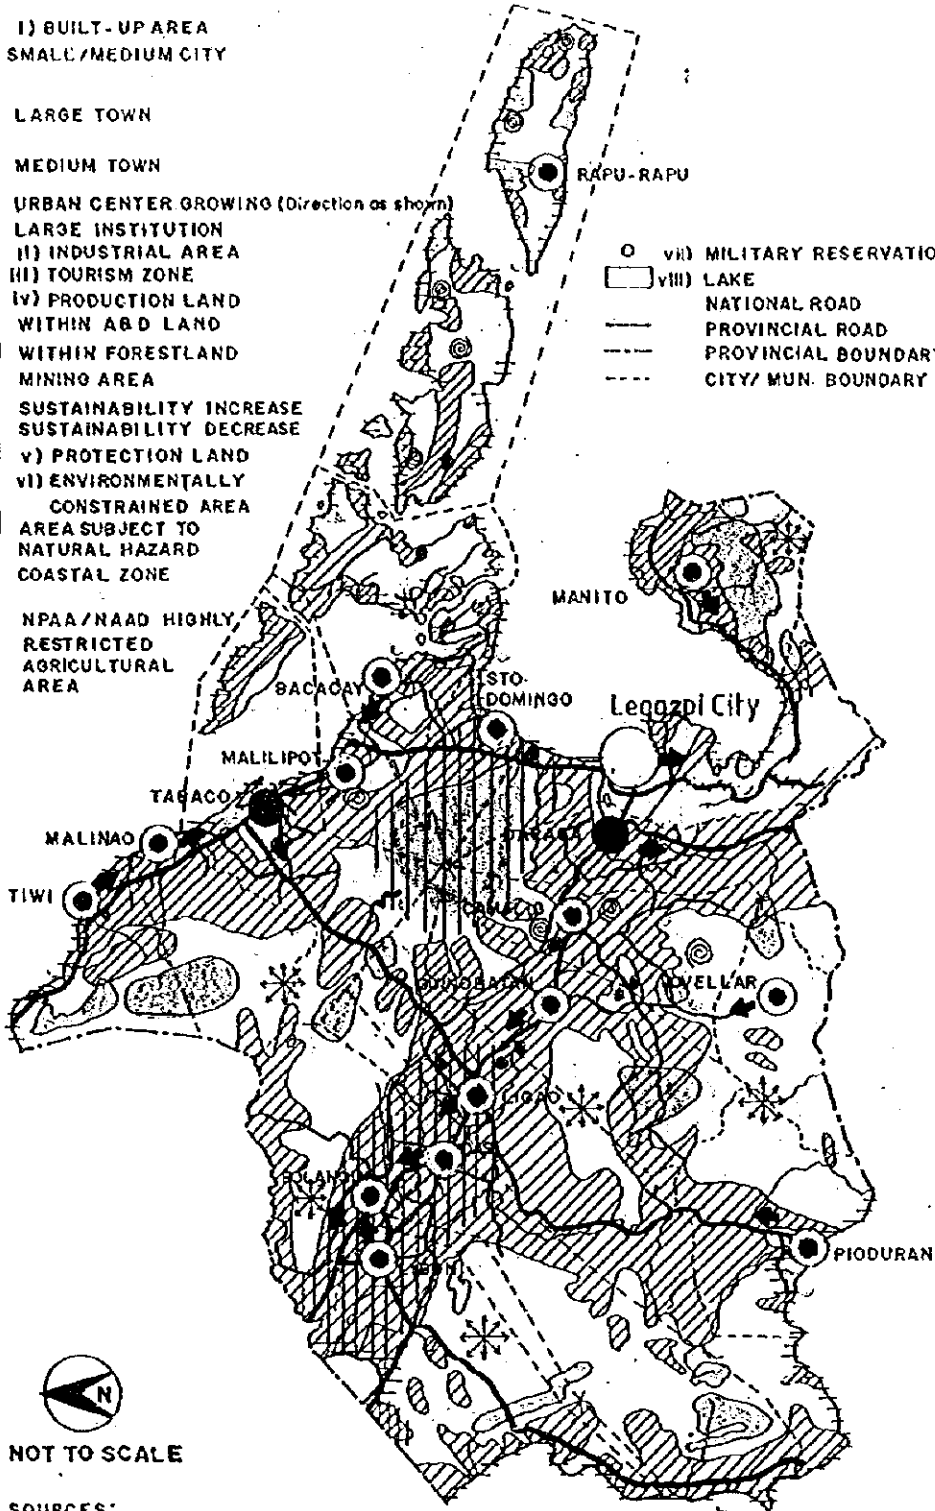 I) BUILT-UP AREA
SMALL/MEDIUM CITY
LARGE TOWN
MEDIUM TOWN
URBAN CENTER GROWING (Direction as shown)
LARGE INSTITUTION
II) INDUSTRIAL AREA
III) TOURISM ZONE
iv) PRODUCTION LAND
WITHIN A&D LAND
WITHIN FORESTLAND
MINING AREA
SUSTAINABILITY INCREASE
SUSTAINABILITY DECREASE
v) PROTECTION LAND
vi) ENVIRONMENTALLY
CONSTRAINED AREA
AREA SUBJECT TO
NATURAL HAZARD
COASTAL ZONE
NPAA/NAAD HIGHLY
RESTRICTED
AGRICULTURAL
AREA
vii) MILITARY RESERVATIO
viii) LAKE
NATIONAL ROAD
PROVINCIAL ROAD
PROVINCIAL BOUNDARY
CITY/MUN. BOUNDARY
RAPU-RAPU
MANITO
BACACAY
STO-
DOMINGO
Legazpi City
MALILIPOT
TABACO
MALINAO
TIWI
LIGAO
PIODURAN
N
NOT TO SCALE
SOURCES: